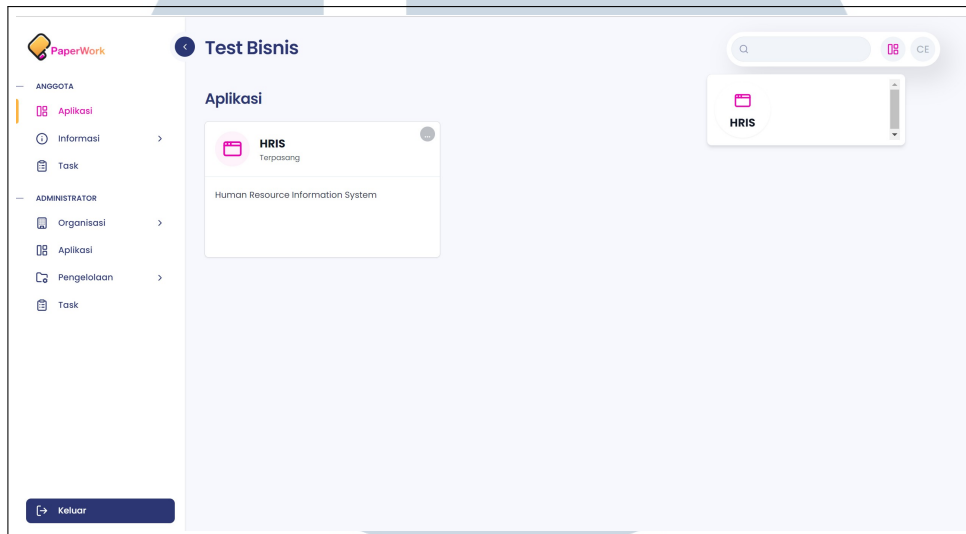 PaperWork
ANGGOTA
Aplikasi
Informasi
Task
ADMINISTRATOR
Organisasi
Aplikasi
Pengelolaan
Task
Keluar
Test Bisnis
CE
HRIS
Aplikasi
HRIS
...
Terpasang
Human Resource Information System